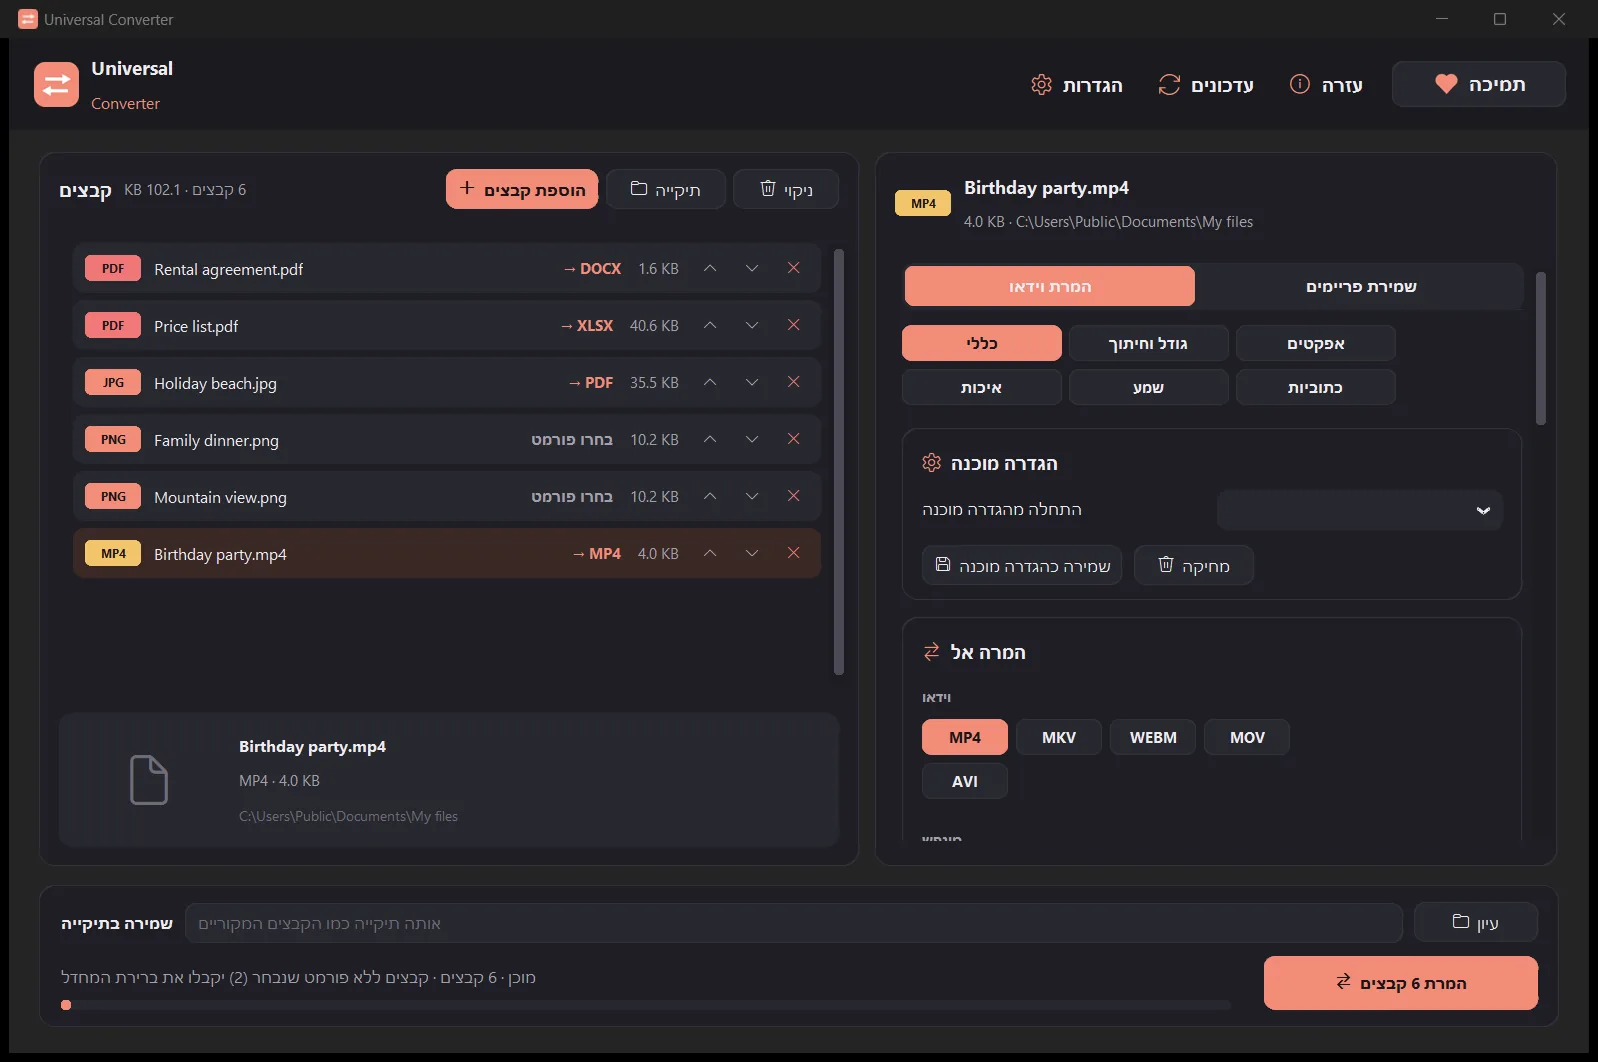 Universal Converter
Universal
Converter
הגדרות
עדכונים
עזרה
תמיכה
קבצים
6 קבצים · 102.1 KB
הוספת קבצים
תיקייה
ניקוי
PDF Rental agreement.pdf → DOCX 1.6 KB
PDF Price list.pdf → XLSX 40.6 KB
JPG Holiday beach.jpg → PDF 35.5 KB
PNG Family dinner.png בחרו פורמט 10.2 KB
PNG Mountain view.png בחרו פורמט 10.2 KB
MP4 Birthday party.mp4 → MP4 4.0 KB
Birthday party.mp4
MP4 · 4.0 KB
C:\Users\Public\Documents\My files
MP4
Birthday party.mp4
4.0 KB · C:\Users\Public\Documents\My files
המרת וידאו
שמירת פריימים
כללי
גודל וחיתוך
אפקטים
איכות
שמע
כתוביות
הגדרה מוכנה
התחלה מהגדרה מוכנה
שמירה כהגדרה מוכנה
מחיקה
המרה אל
וידאו
MP4 MKV WEBM MOV
AVI
שמירה בתיקייה
אותה תיקייה כמו הקבצים המקוריים
עיון
מוכן · 6 קבצים · קבצים ללא פורמט שנבחר (2) יקבלו את ברירת המחדל
המרת 6 קבצים